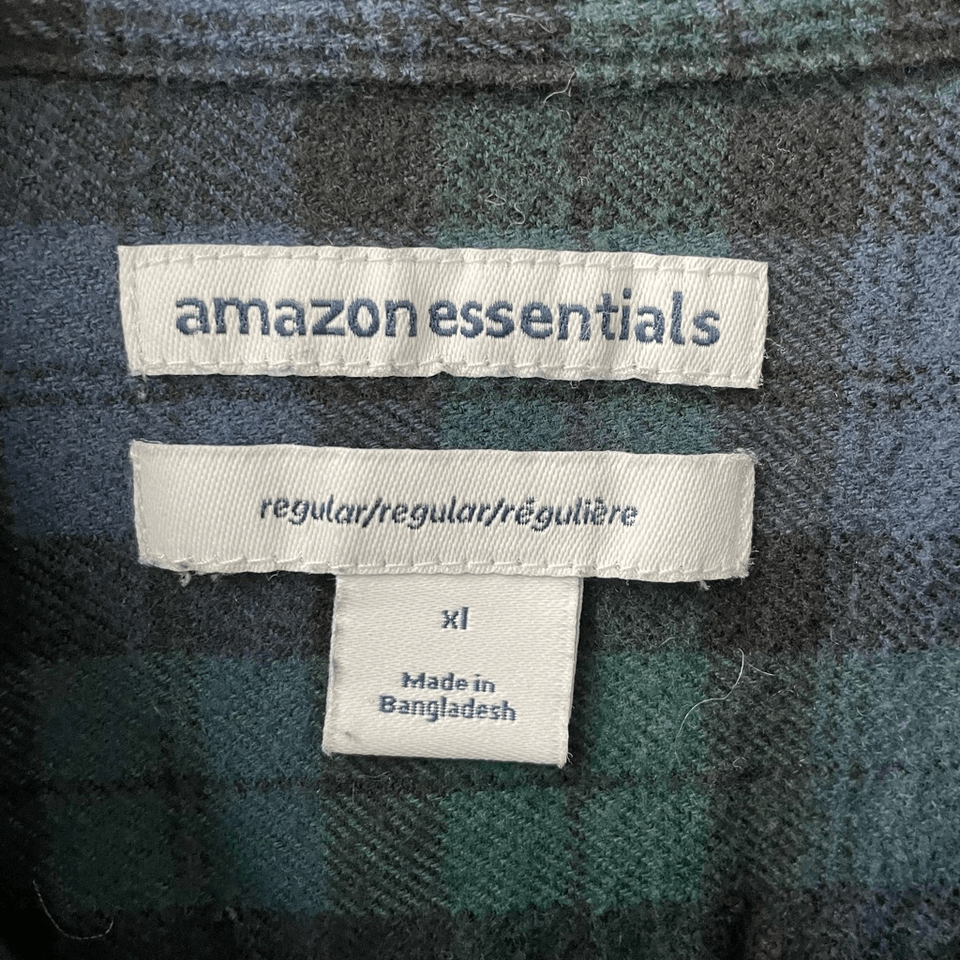 amazon essentials
regular/regular/régulière
xl
Made in
Bangladesh